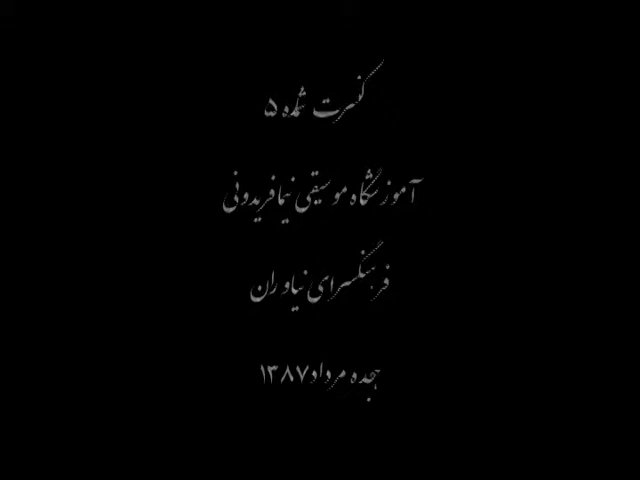 کنسرت شماره ۵
آموزشگاه موسیقی نیما فریدونی
فرهنگسرای نیاوران
هجده مرداد ۱۳۸۷